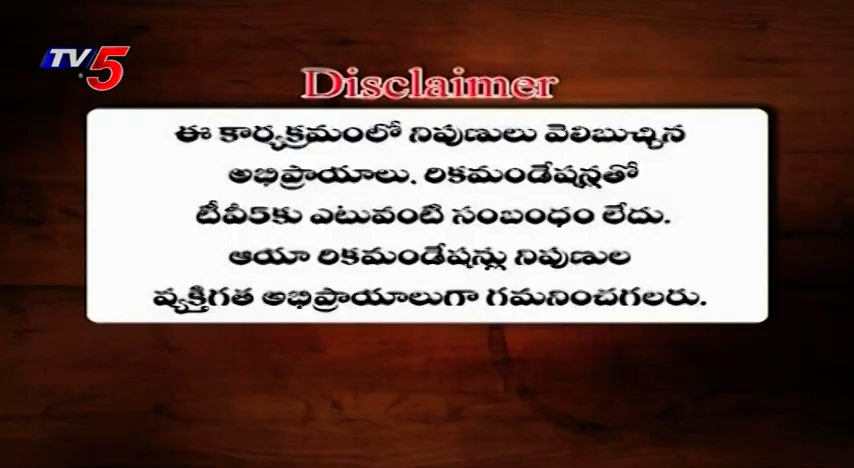 TV5
Disclaimer
ఈ కార్యక్రమంలో నిపుణులు వెలిబుచ్చిన
అభిప్రాయాలు. రికమండేషన్లతో
టీవీ5కు ఎటువంటి సంబంధం లేదు.
ఆయా రికమండేషన్లు నిపుణుల
వ్యక్తిగత అభిప్రాయాలుగా గమనించగలరు.